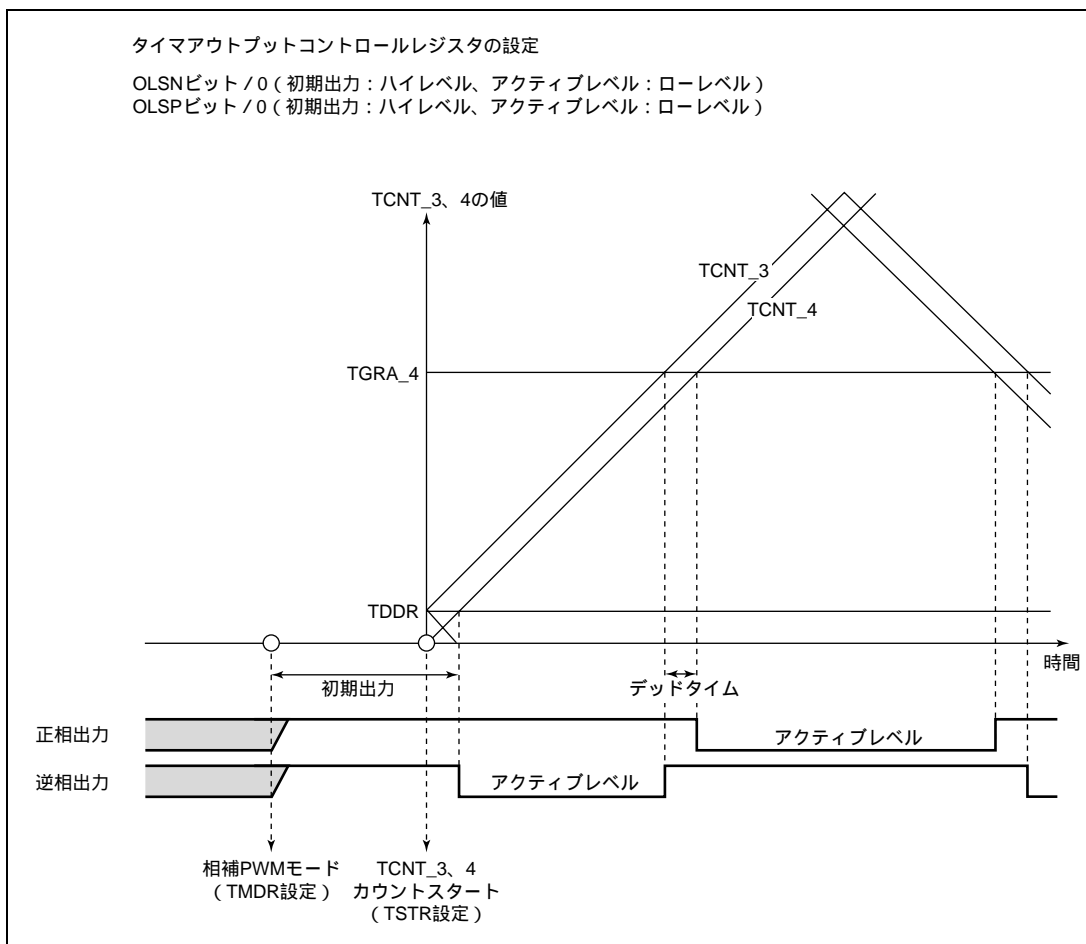 タイマアウトプットコントロールレジスタの設定
OLSNビット / 0 ( 初期出力 : ハイレベル、アクティブレベル : ローレベル )
OLSPビット / 0 ( 初期出力 : ハイレベル、アクティブレベル : ローレベル )
TCNT_3、4の値
TCNT_3
TCNT_4
TGRA_4
TDDR
時間
初期出力
デッドタイム
正相出力
アクティブレベル
逆相出力
アクティブレベル
相補PWMモード
( TMDR設定 )
TCNT_3、4
カウントスタート
( TSTR設定 )